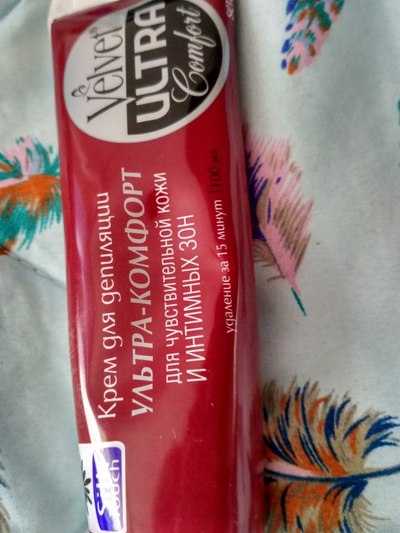 Velvet®
ULTRA
Comfort
Крем для депиляции
УЛЬТРА-КОМФОРТ
ДЛЯ ЧУВСТВИТЕЛЬНОЙ КОЖИ
И ИНТИМНЫХ ЗОН
удаление за 15 минут
100 мл
Touch